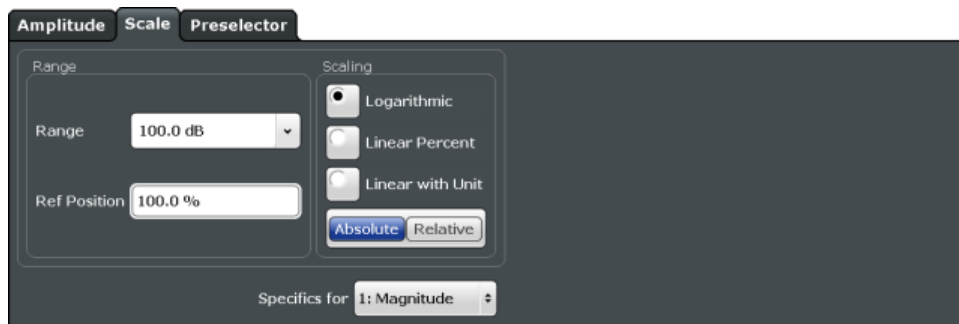 Amplitude Scale Preselector
Range
Range 100.0 dB
Ref Position 100.0 %
Scaling
Logarithmic
Linear Percent
Linear with Unit
Absolute Relative
Specifics for 1: Magnitude